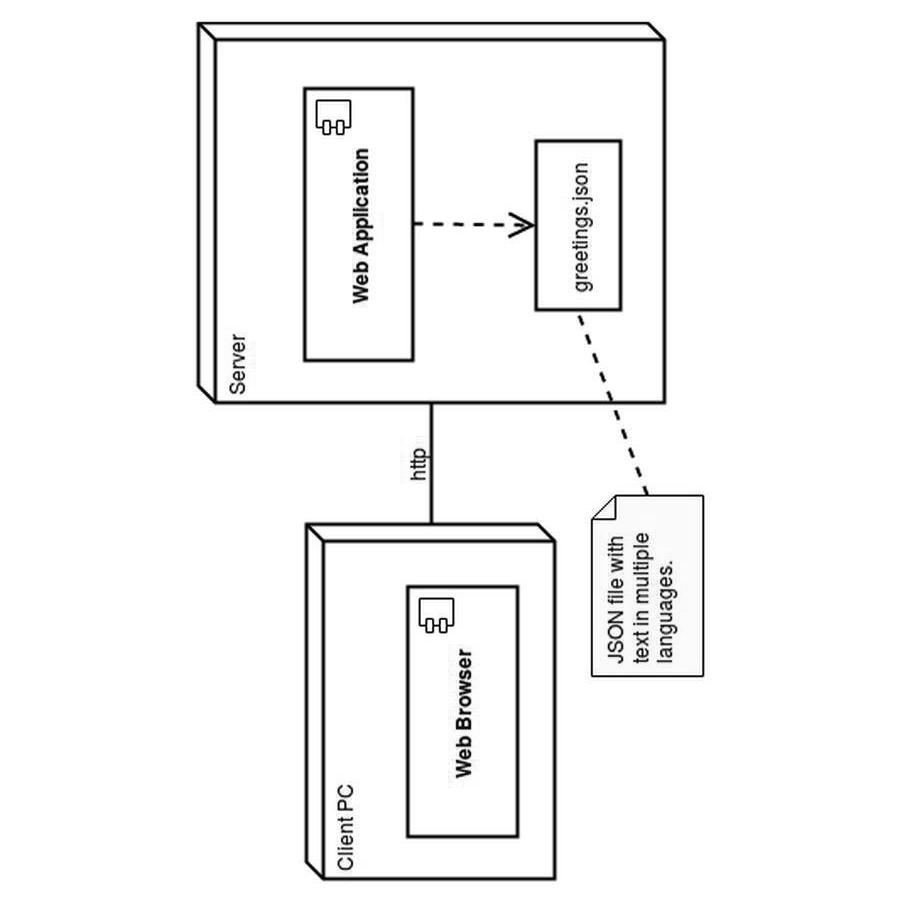 Client PC
Web Browser
http
Server
Web Application
greetings.json
JSON file with
text in multiple
languages.